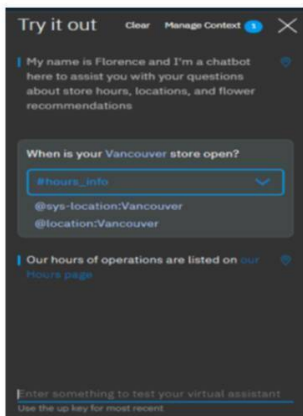 Try it out Clear Manage Context 3
My name is Florence and I'm a chatbot
here to assist you with your questions
about store hours, locations, and flower
recommendations
When is your Vancouver store open?
#hours_info
@sys-location:Vancouver
@location:Vancouver
Our hours of operations are listed on our
Hours page
Enter something to test your virtual assistant
Use the up key for most recent